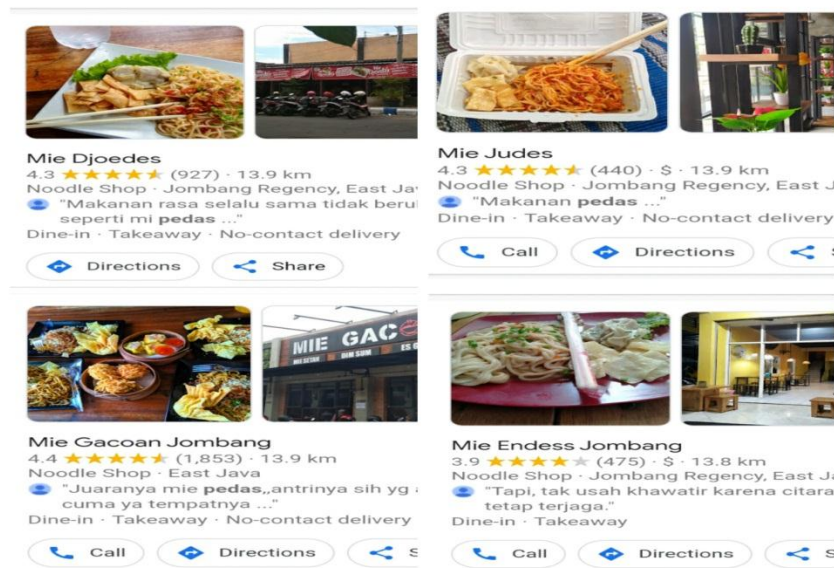 Mie Djoedes
4.3 (927) · 13.9 km
Noodle Shop · Jombang Regency, East
"Makanan rasa selalu sama tidak
seperti mi pedas ..."
Dine-in · Takeaway · No-contact delivery
Directions
Share
Mie Judes
4.3 (440) · $ · 13.9 km
Noodle Shop · Jombang Regency, East
"Makanan pedas ..."
Dine-in · Takeaway · No-contact delivery
Call
Directions
MIE GAC
MIE SETAN DIM SUM ES
Mie Gacoan Jombang
4.4 (1,853) · 13.9 km
Noodle Shop · East Java
"Juaranya mie pedas,,antrinya sih yg
cuma ya tempatnya ..."
Dine-in · Takeaway · No-contact delivery
Call
Directions
Mie Endess Jombang
3.9 (475) · $ · 13.8 km
Noodle Shop · Jombang Regency, East
"Tapi, tak usah khawatir karena citara
tetap terjaga."
Dine-in · Takeaway
Call
Directions